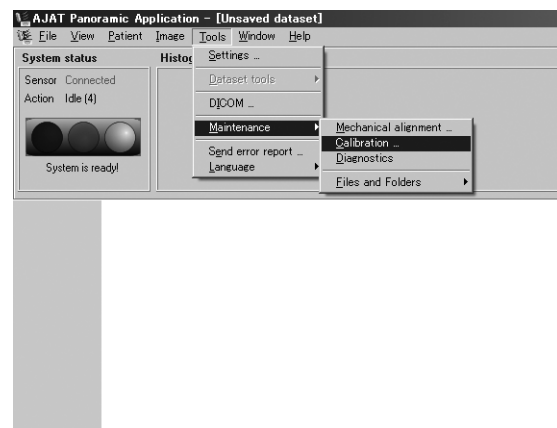 AJAT Panoramic Application - [Unsaved dataset]
File View Patient Image Tools Window Help
System status
Histog
Sensor Connected
Action Idle (4)
System is ready!
Settings ...
Dataset tools
DICOM ...
Maintenance
Send error report ...
Language
Mechanical alignment ...
Calibration ...
Diagnostics
Files and Folders